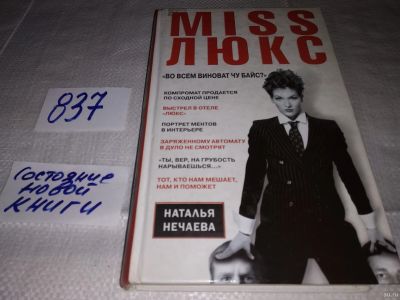 MISS
ЛЮКС
«ВО ВСЕМ ВИНОВАТ ЧУ БАЙС?»
КОМПРОМАТ ПРОДАЕТСЯ
ПО СХОДНОЙ ЦЕНЕ
ВЫСТРЕЛ В ОТЕЛЕ
«ЛЮКС»
ПОРТРЕТ МЕНТОВ
В ИНТЕРЬЕРЕ
ЗАРЯЖЕННОМУ АВТОМАТУ
В ДУЛО НЕ СМОТРЯТ
«ТЫ, ВЕР, НА ГРУБОСТЬ
НАРЫВАЕШЬСЯ...»
ТОТ, КТО НАМ МЕШАЕТ,
НАМ И ПОМОЖЕТ
НАТАЛЬЯ
НЕЧАЕВА
837
Состояние
новой
книги